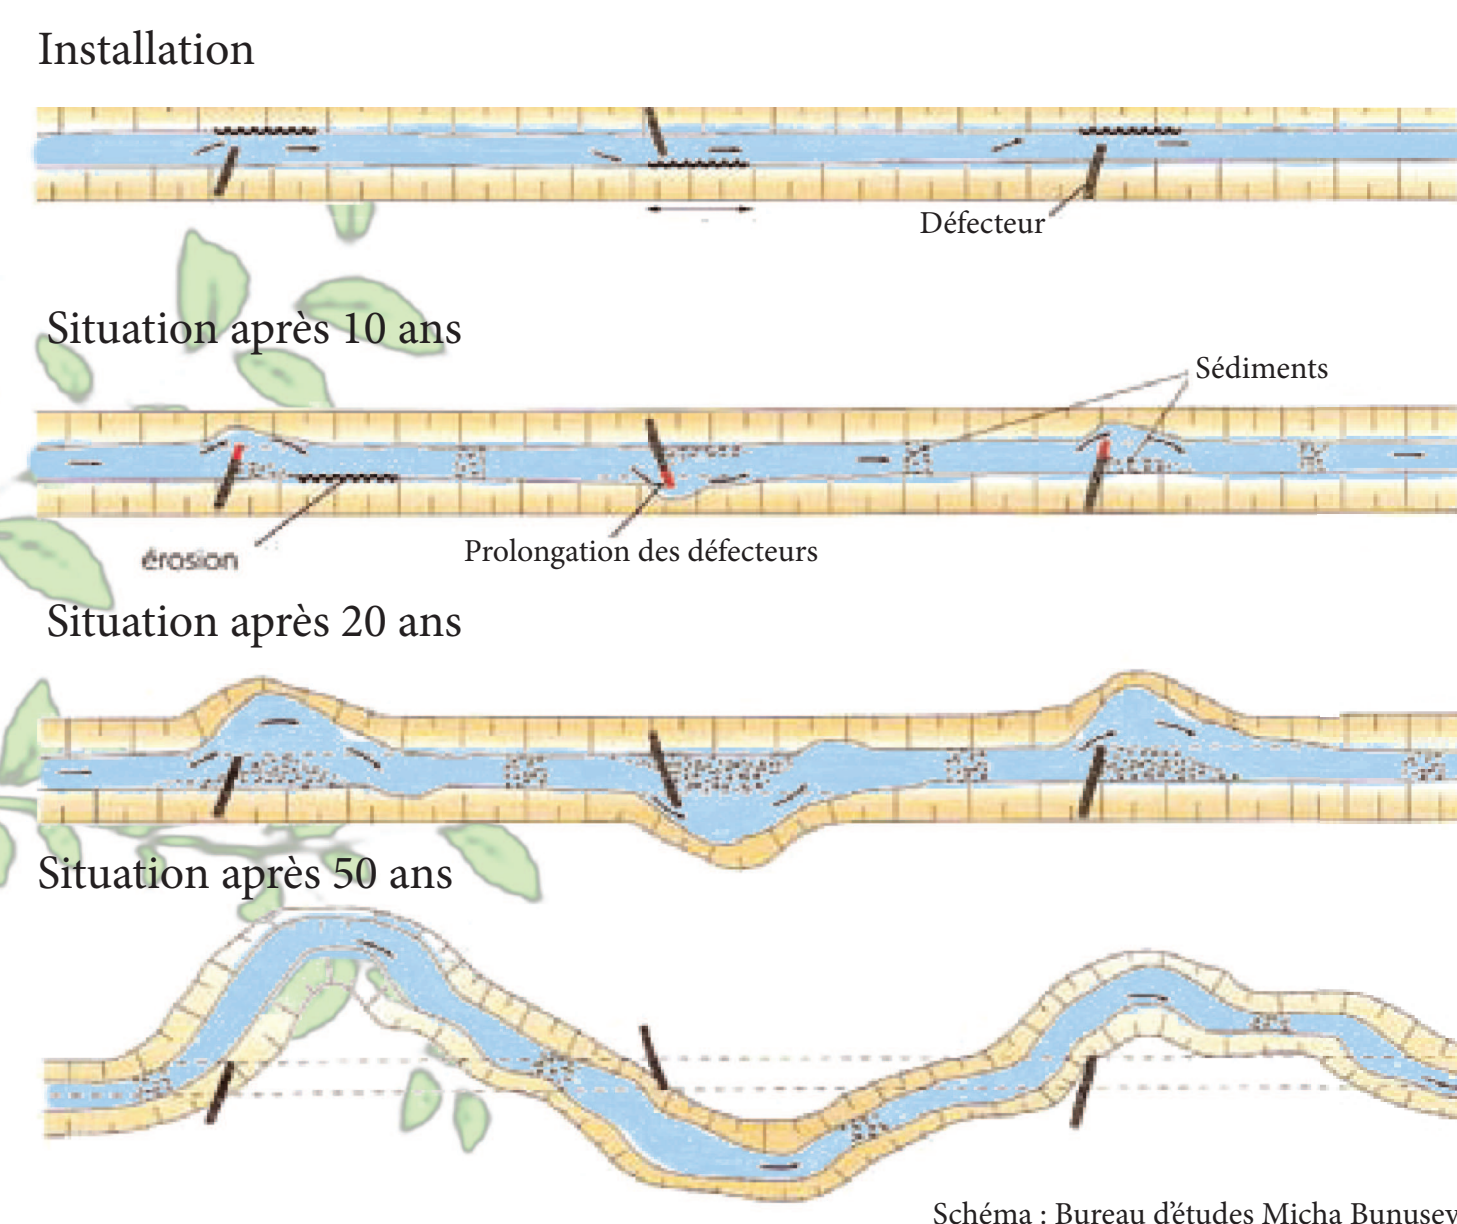 Installation
Défecteur
Situation après 10 ans
Sédiments
érosion
Prolongation des défecteurs
Situation après 20 ans
Situation après 50 ans
Schéma : Bureau d'études Micha Bunusev